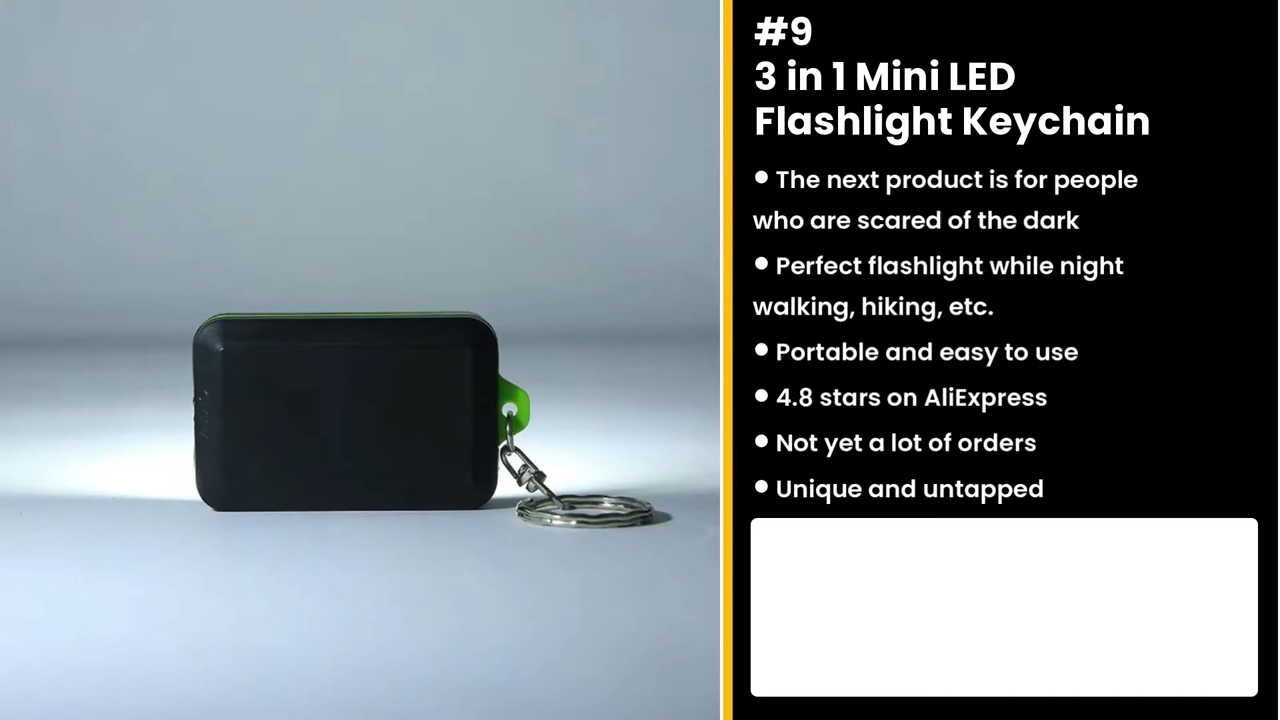 #9
3 in 1 Mini LED
Flashlight Keychain
• The next product is for people
who are scared of the dark
• Perfect flashlight while night
walking, hiking, etc.
• Portable and easy to use
• 4.8 stars on AliExpress
• Not yet a lot of orders
• Unique and untapped